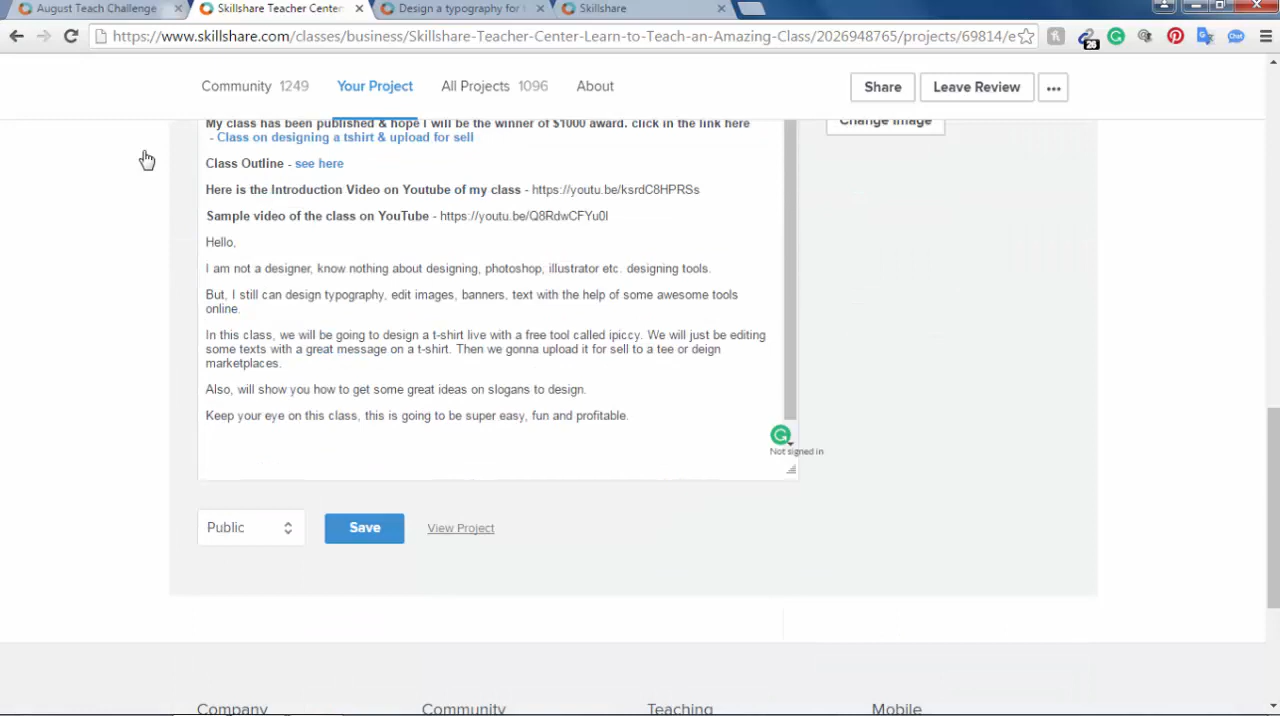 August Teach Challenge
Skillshare Teacher Center
Design a typography for
Skillshare
https://www.skillshare.com/classes/business/Skillshare-Teacher-Center-Learn-to-Teach-an-Amazing-Class/2026948765/projects/69814/e
28
Chat
Community 1249 Your Project All Projects 1096 About
Share Leave Review ...
My class has been published & hope I will be the winner of $1000 award. click in the link here
- Class on designing a tshirt & upload for sell
Change Image
Class Outline - see here
Here is the Introduction Video on Youtube of my class - https://youtu.be/ksrdC8HPRSs
Sample video of the class on YouTube - https://youtu.be/Q8RdwCFYu0I
Hello,
I am not a designer, know nothing about designing, photoshop, illustrator etc. designing tools.
But, I still can design typography, edit images, banners, text with the help of some awesome tools
online.
In this class, we will be going to design a t-shirt live with a free tool called ipiccy. We will just be editing
some texts with a great message on a t-shirt. Then we gonna upload it for sell to a tee or deign
marketplaces.
Also, will show you how to get some great ideas on slogans to design.
Keep your eye on this class, this is going to be super easy, fun and profitable.
Not signed in
Public Save View Project
Company Community Teaching Mobile